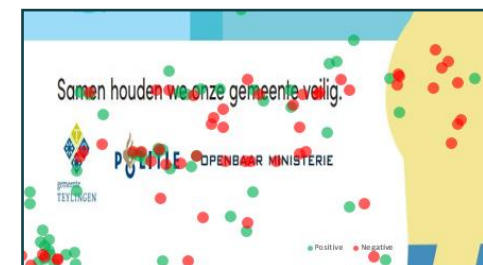 Samen houden we onze gemeente veilig.
POLITIE OPENBAAR MINISTERIE
gemeente
TEYLINGEN
Positive Negative